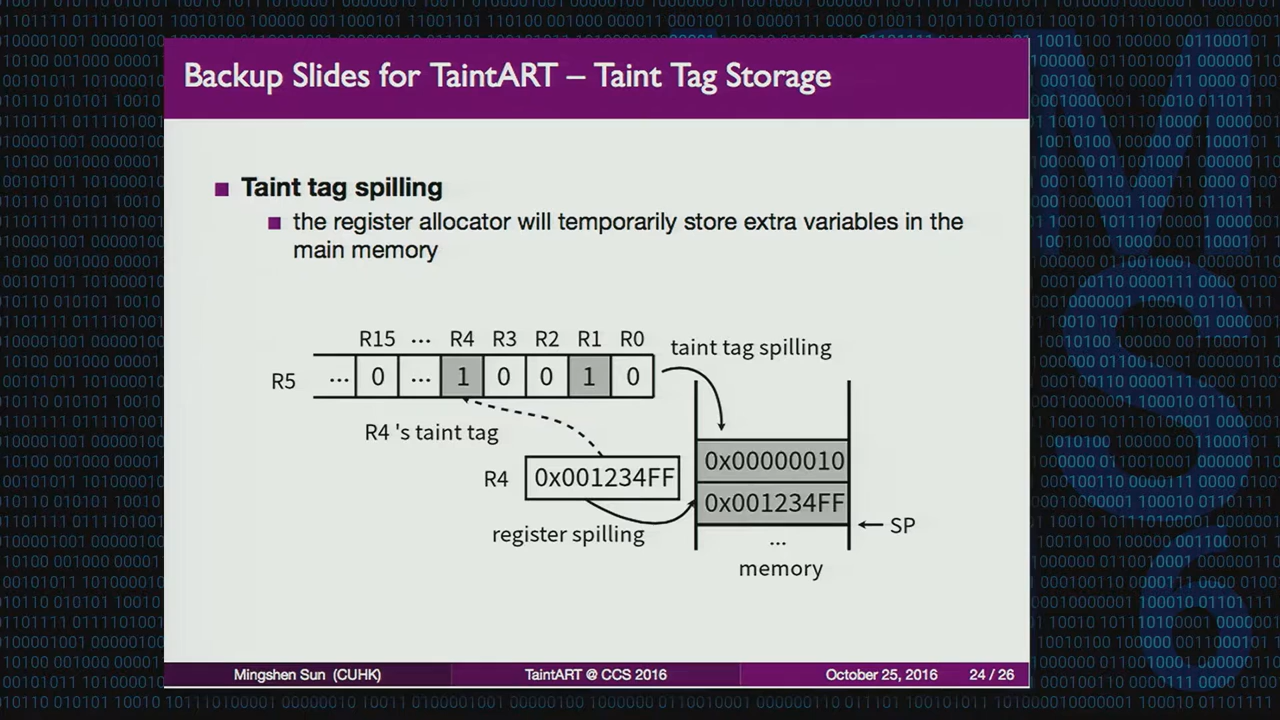 Backup Slides for TaintART – Taint Tag Storage
Taint tag spilling
the register allocator will temporarily store extra variables in the
main memory
R15 ... R4 R3 R2 R1 R0
taint tag spilling
R5 ... 0 ... 1 0 0 1 0
R4 's taint tag
0x00000010
R4 0x001234FF
0x001234FF
SP
register spilling
...
memory
Mingshen Sun (CUHK) TaintART @ CCS 2016 October 25, 2016 24 / 26